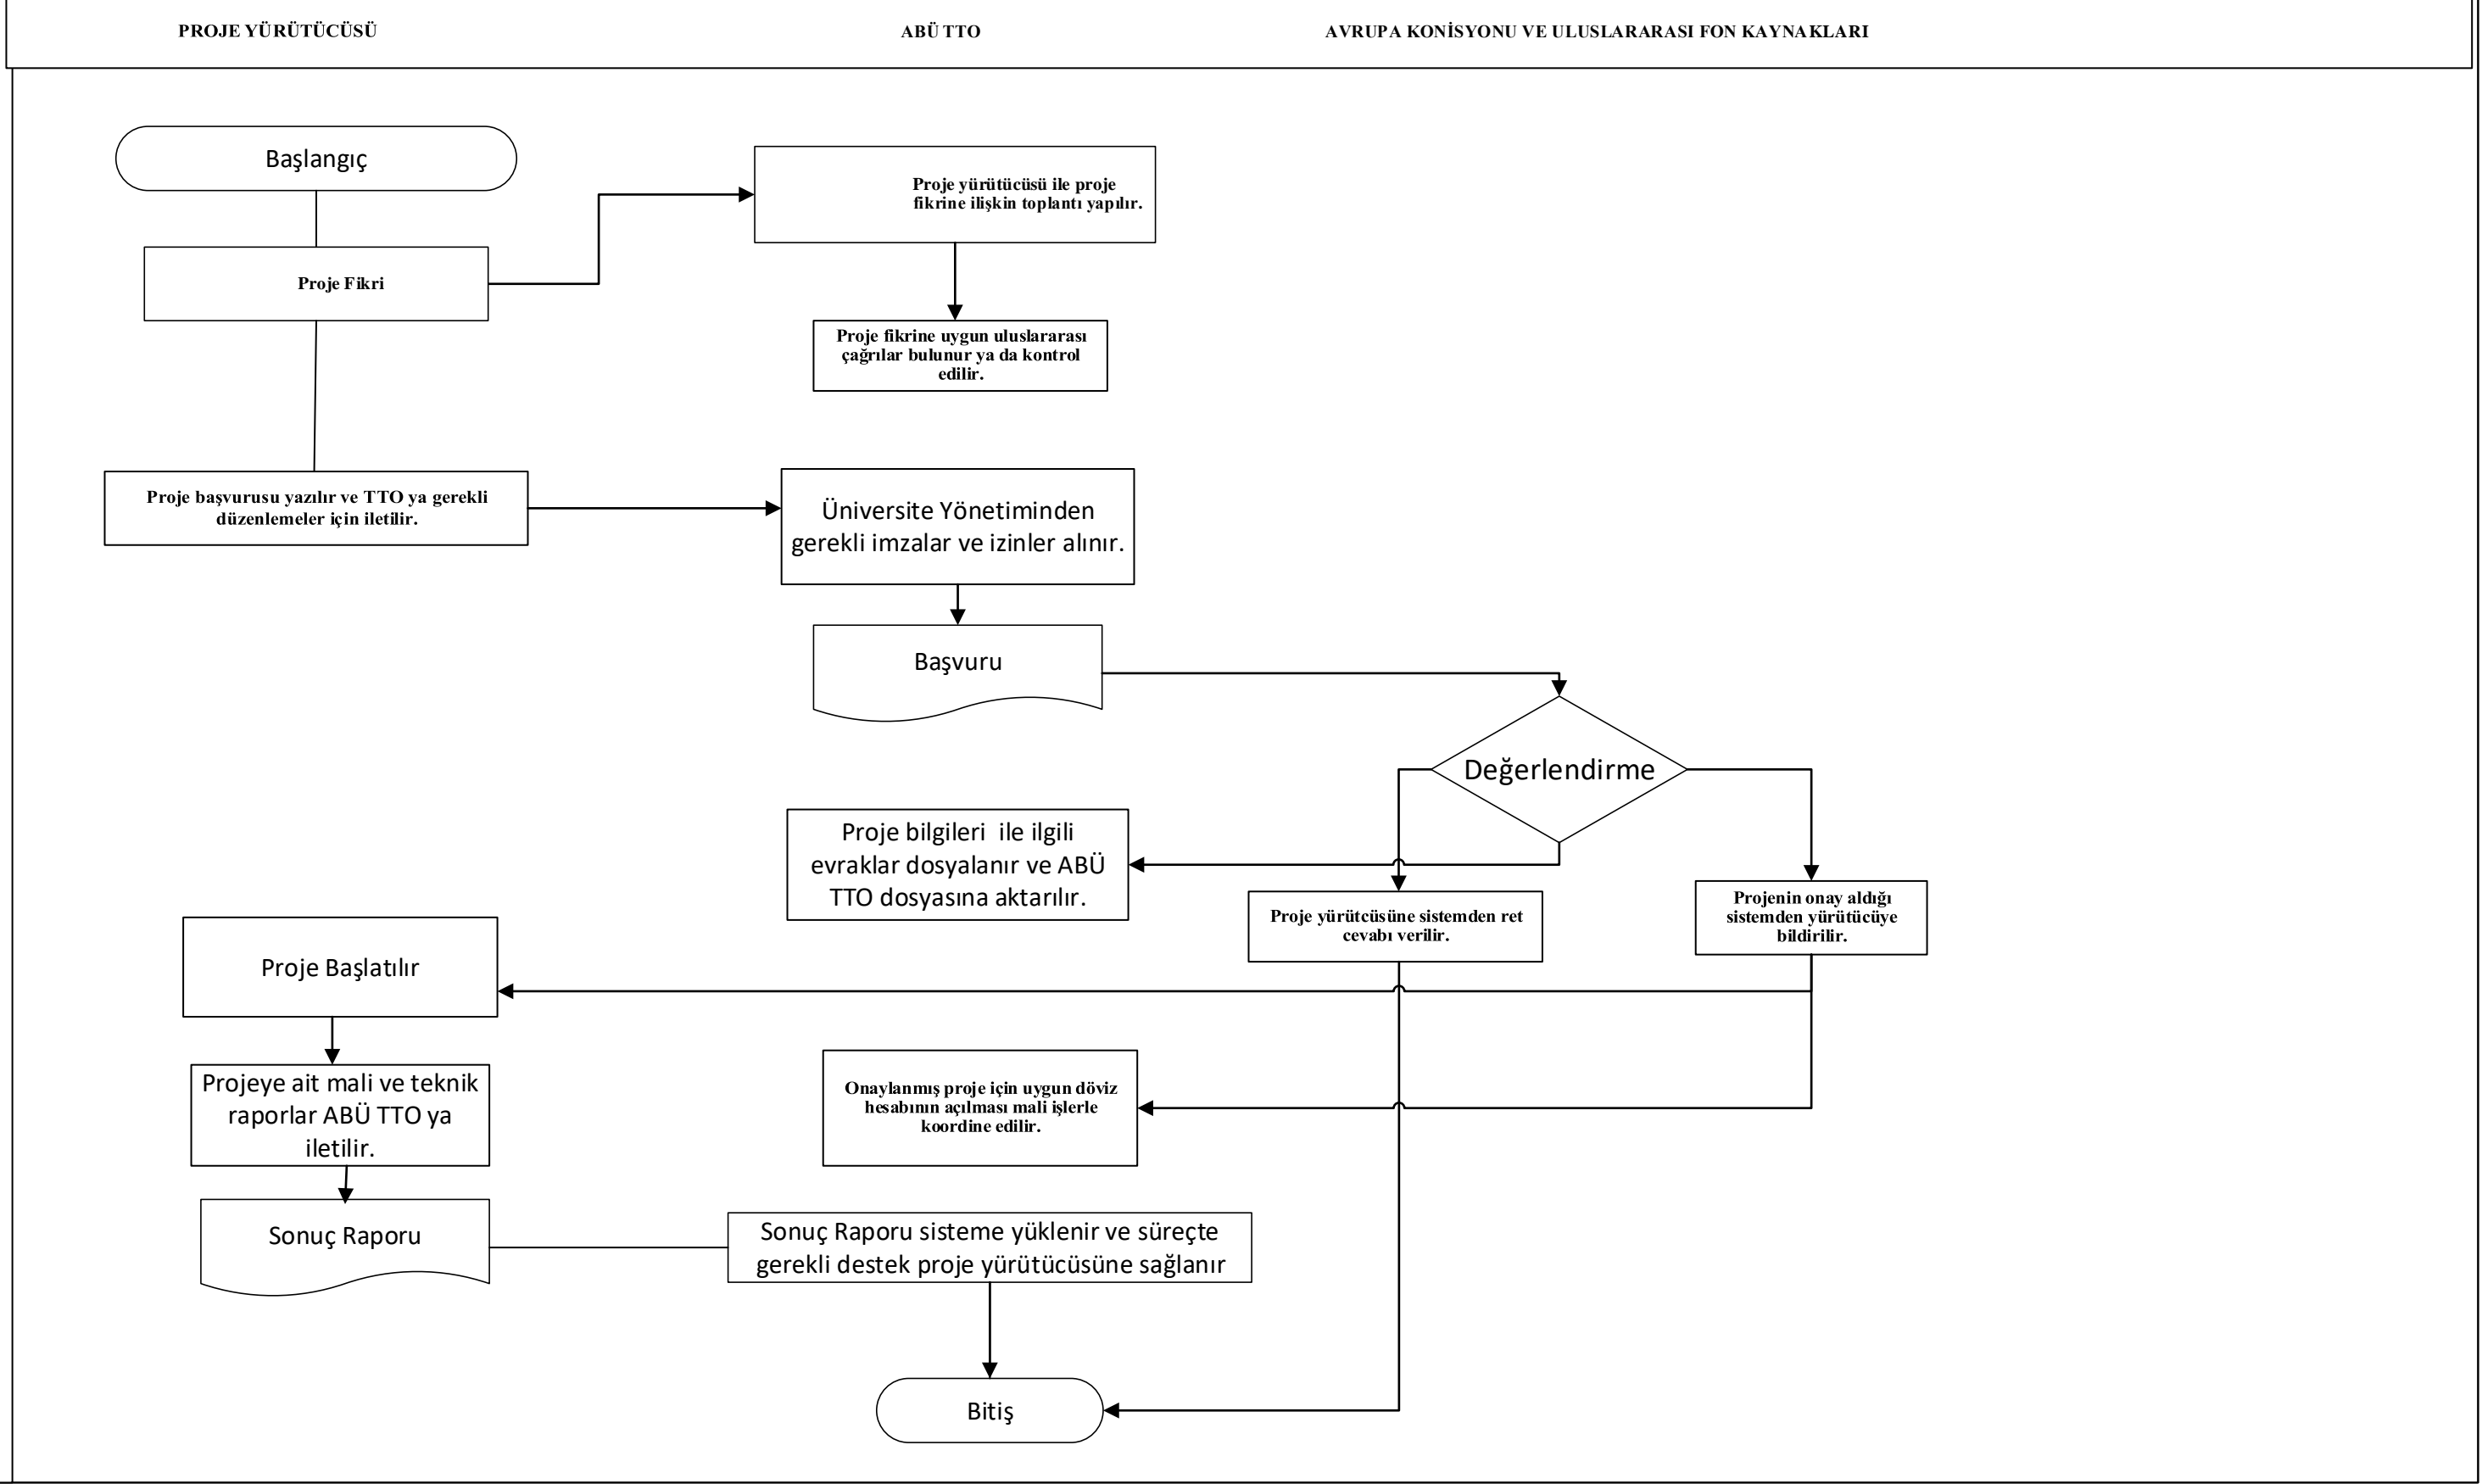 PROJE YÜRÜTÜCÜSÜ
ABÜ TTO
AVRUPA KONİSYONU VE ULUSLARARASI FON KAYNAKLARI
Başlangıç
Proje yürütücüsü ile proje
fikrine ilişkin toplantı yapılır.
Proje Fikri
Proje fikrine uygun uluslararası
çağrılar bulunur ya da kontrol
edilir.
Proje başvurusu yazılır ve TTO ya gerekli
düzenlemeler için iletilir.
Üniversite Yönetiminden
gerekli imzalar ve izinler alınır.
Başvuru
Değerlendirme
Proje bilgileri  ile ilgili
evraklar dosyalanır ve ABÜ
TTO dosyasına aktarılır.
Proje yürütcüsüne sistemden ret
cevabı verilir.
Projenin onay aldığı
sistemden yürütücüye
bildirilir.
Proje Başlatılır
Projeye ait mali ve teknik
raporlar ABÜ TTO ya
iletilir.
Onaylanmış proje için uygun döviz
hesabının açılması mali işlerle
koordine edilir.
Sonuç Raporu
Sonuç Raporu sisteme yüklenir ve süreçte
gerekli destek proje yürütücüsüne sağlanır
Bitiş